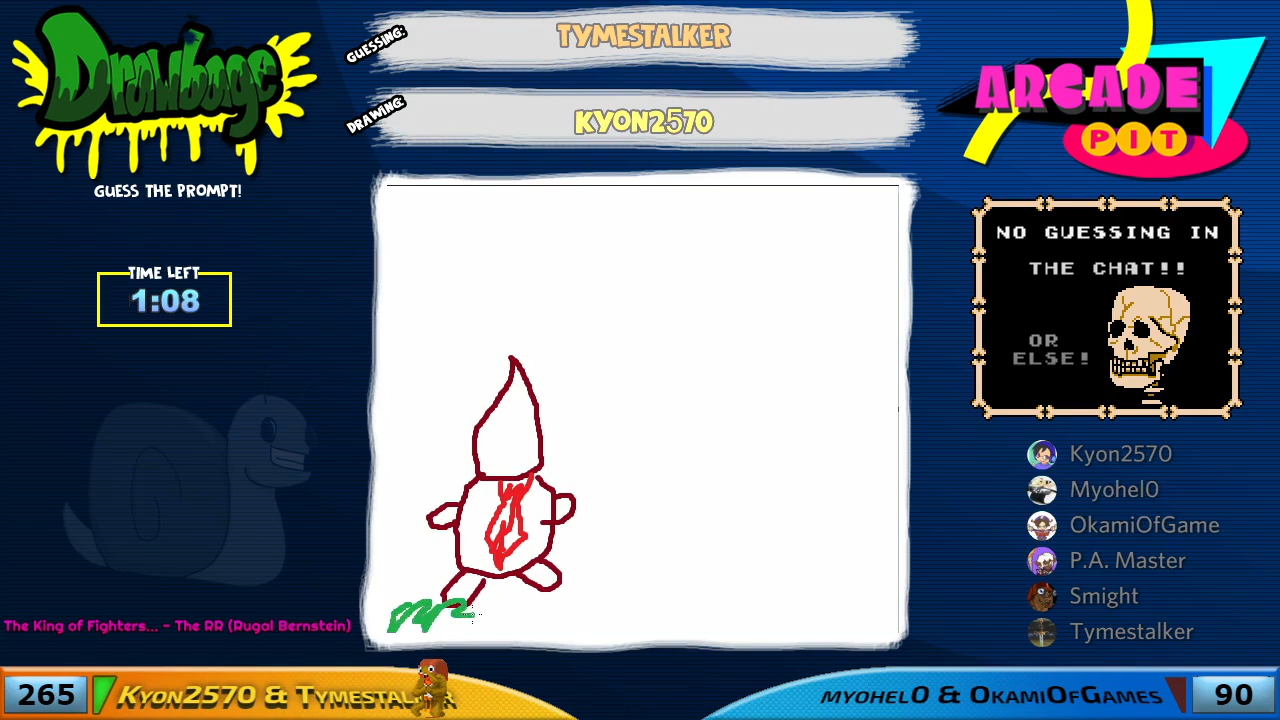 Drawbage
GUESS THE PROMPT!
TIME LEFT
1:08
The King of Fighters... - The RR (Rugal Bernstein)
GUESSING:
TYMESTALKER
DRAWING:
KYON2570
ARCADE
PIT
NO GUESSING IN
THE CHAT!!
OR
ELSE!
Kyon2570
Myohel0
OkamiOfGame
P.A. Master
Smight
Tymestalker
265
KYON2570 & TYMESTALKER
MYOHEL0 & OKAMIOFGAMES
90